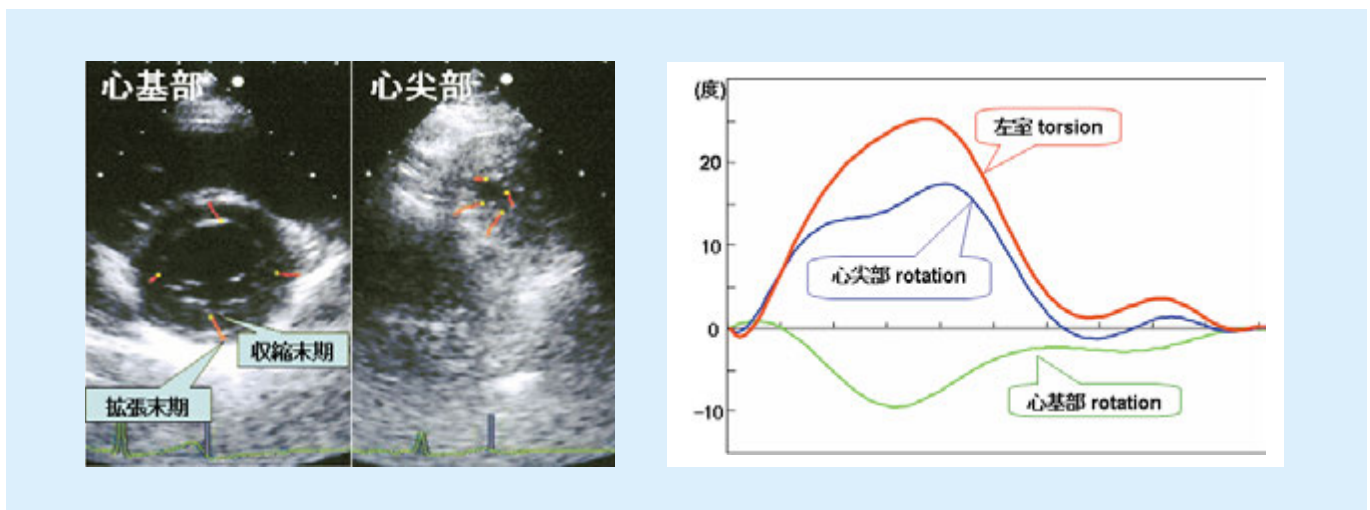 心基部
心尖部
収縮末期
拡張末期
(度)
20
10
0
-10
左室 torsion
心尖部 rotation
心基部 rotation